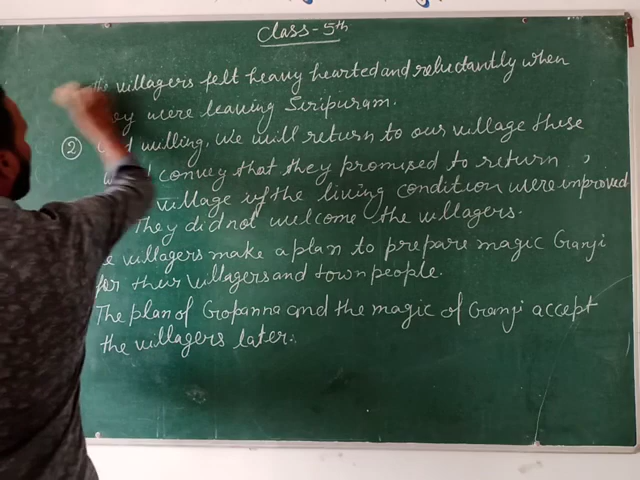 Class-5th
the villagers felt heavy hearted and reluctantly when
ey were leaving Siripuram.
② willing, We will return to our village these
convey that they promised to return
village if the living condition were improved
They did not welcome the villagers.
e villagers make a plan to prepare magic Ganji
for their villagers and town people.
The plan of Gopanna and the magic of Ganji accept
the villagers later.